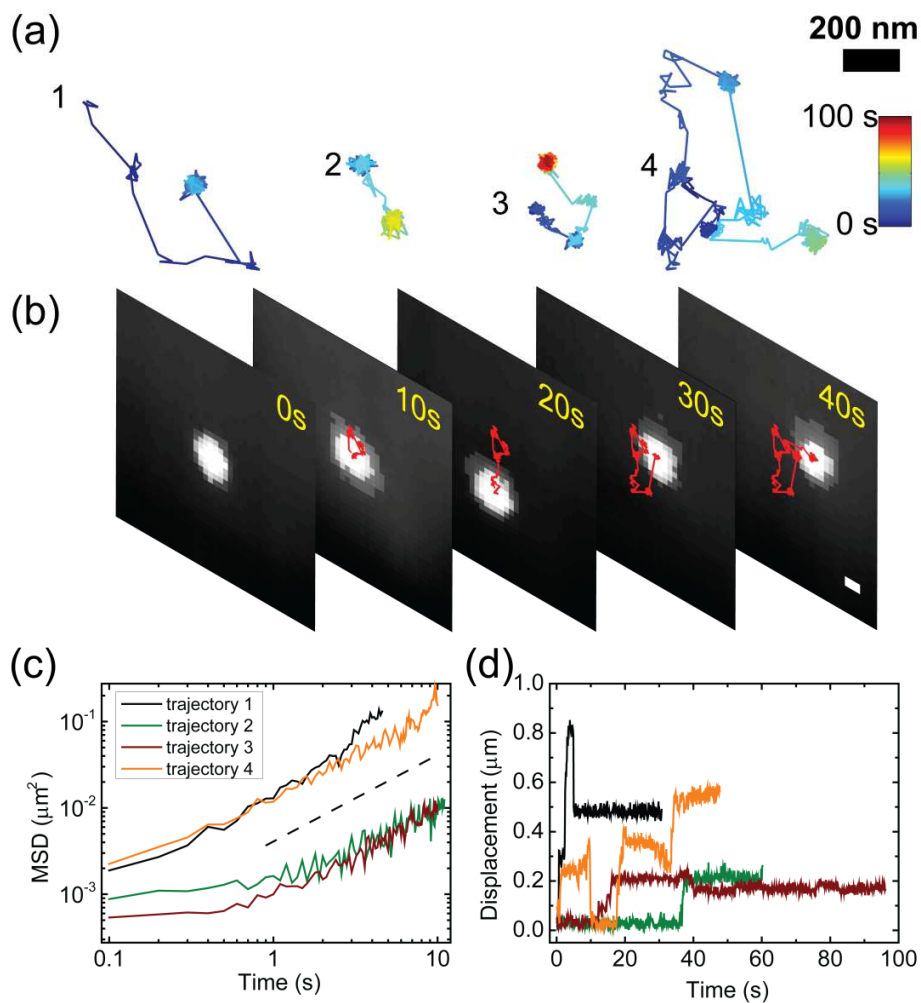 (a)
200 nm
1
2
3
4
100 s
0 s
(b)
0s
10s
20s
30s
40s
(c)
trajectory 1
trajectory 2
trajectory 3
trajectory 4
10⁻¹
10⁻²
10⁻³
MSD (μm²)
0.1
1
10
Time (s)
(d)
1.0
0.8
0.6
0.4
0.2
0.0
Displacement (μm)
0
20
40
60
80
100
Time (s)